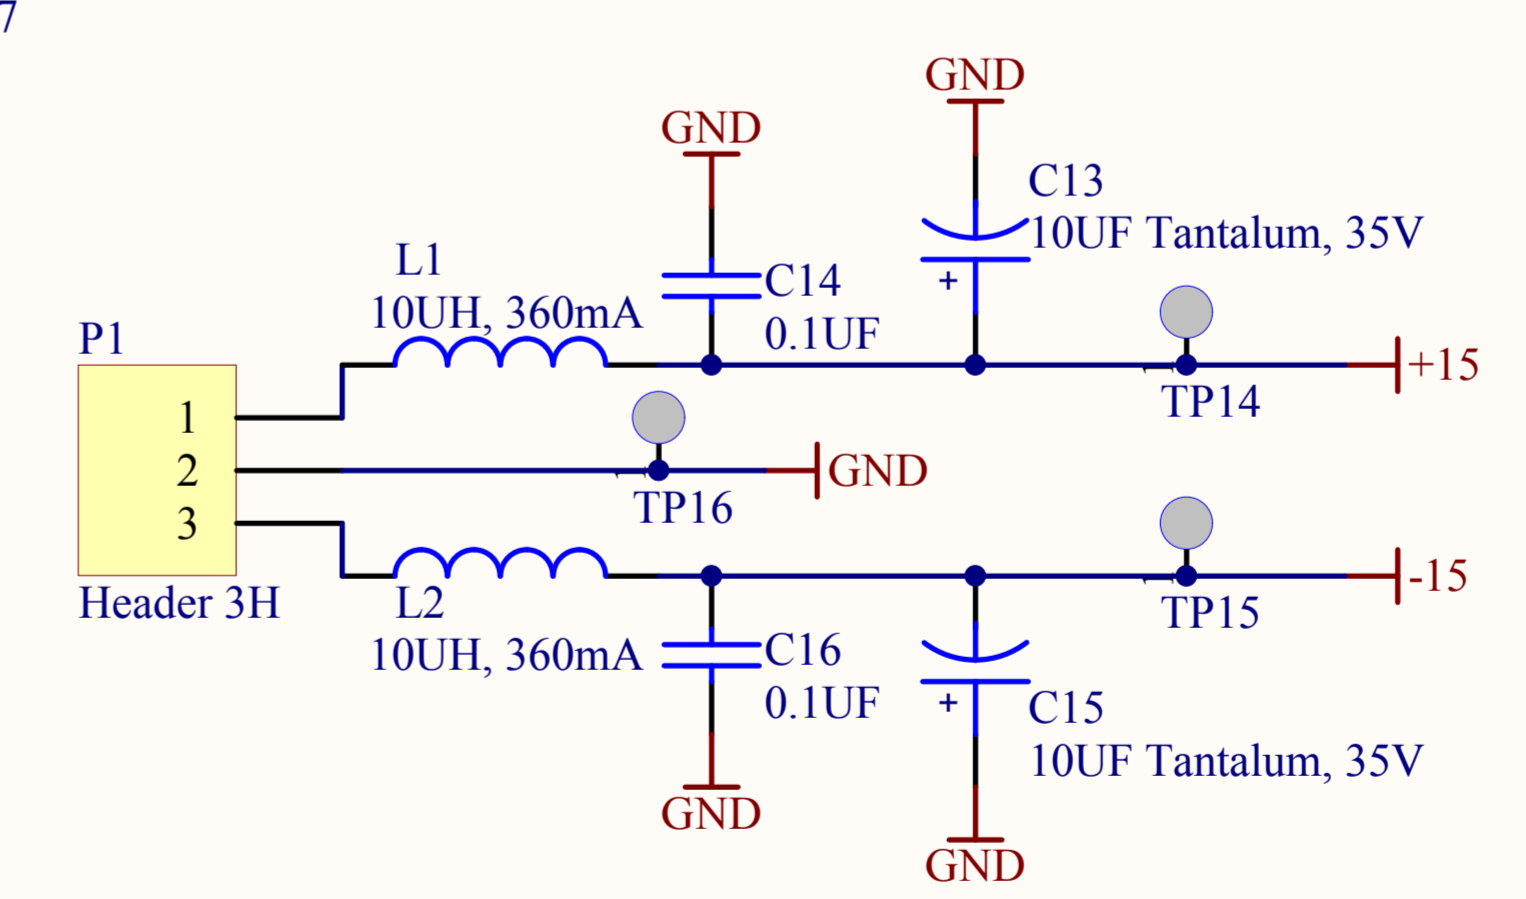 7
GND
GND
C13
10UF Tantalum, 35V
L1
10UH, 360mA
C14
0.1UF
+
P1
+15
TP14
1
2
GND
TP16
3
-15
Header 3H
L2
TP15
10UH, 360mA
C16
0.1UF
+
C15
10UF Tantalum, 35V
GND
GND